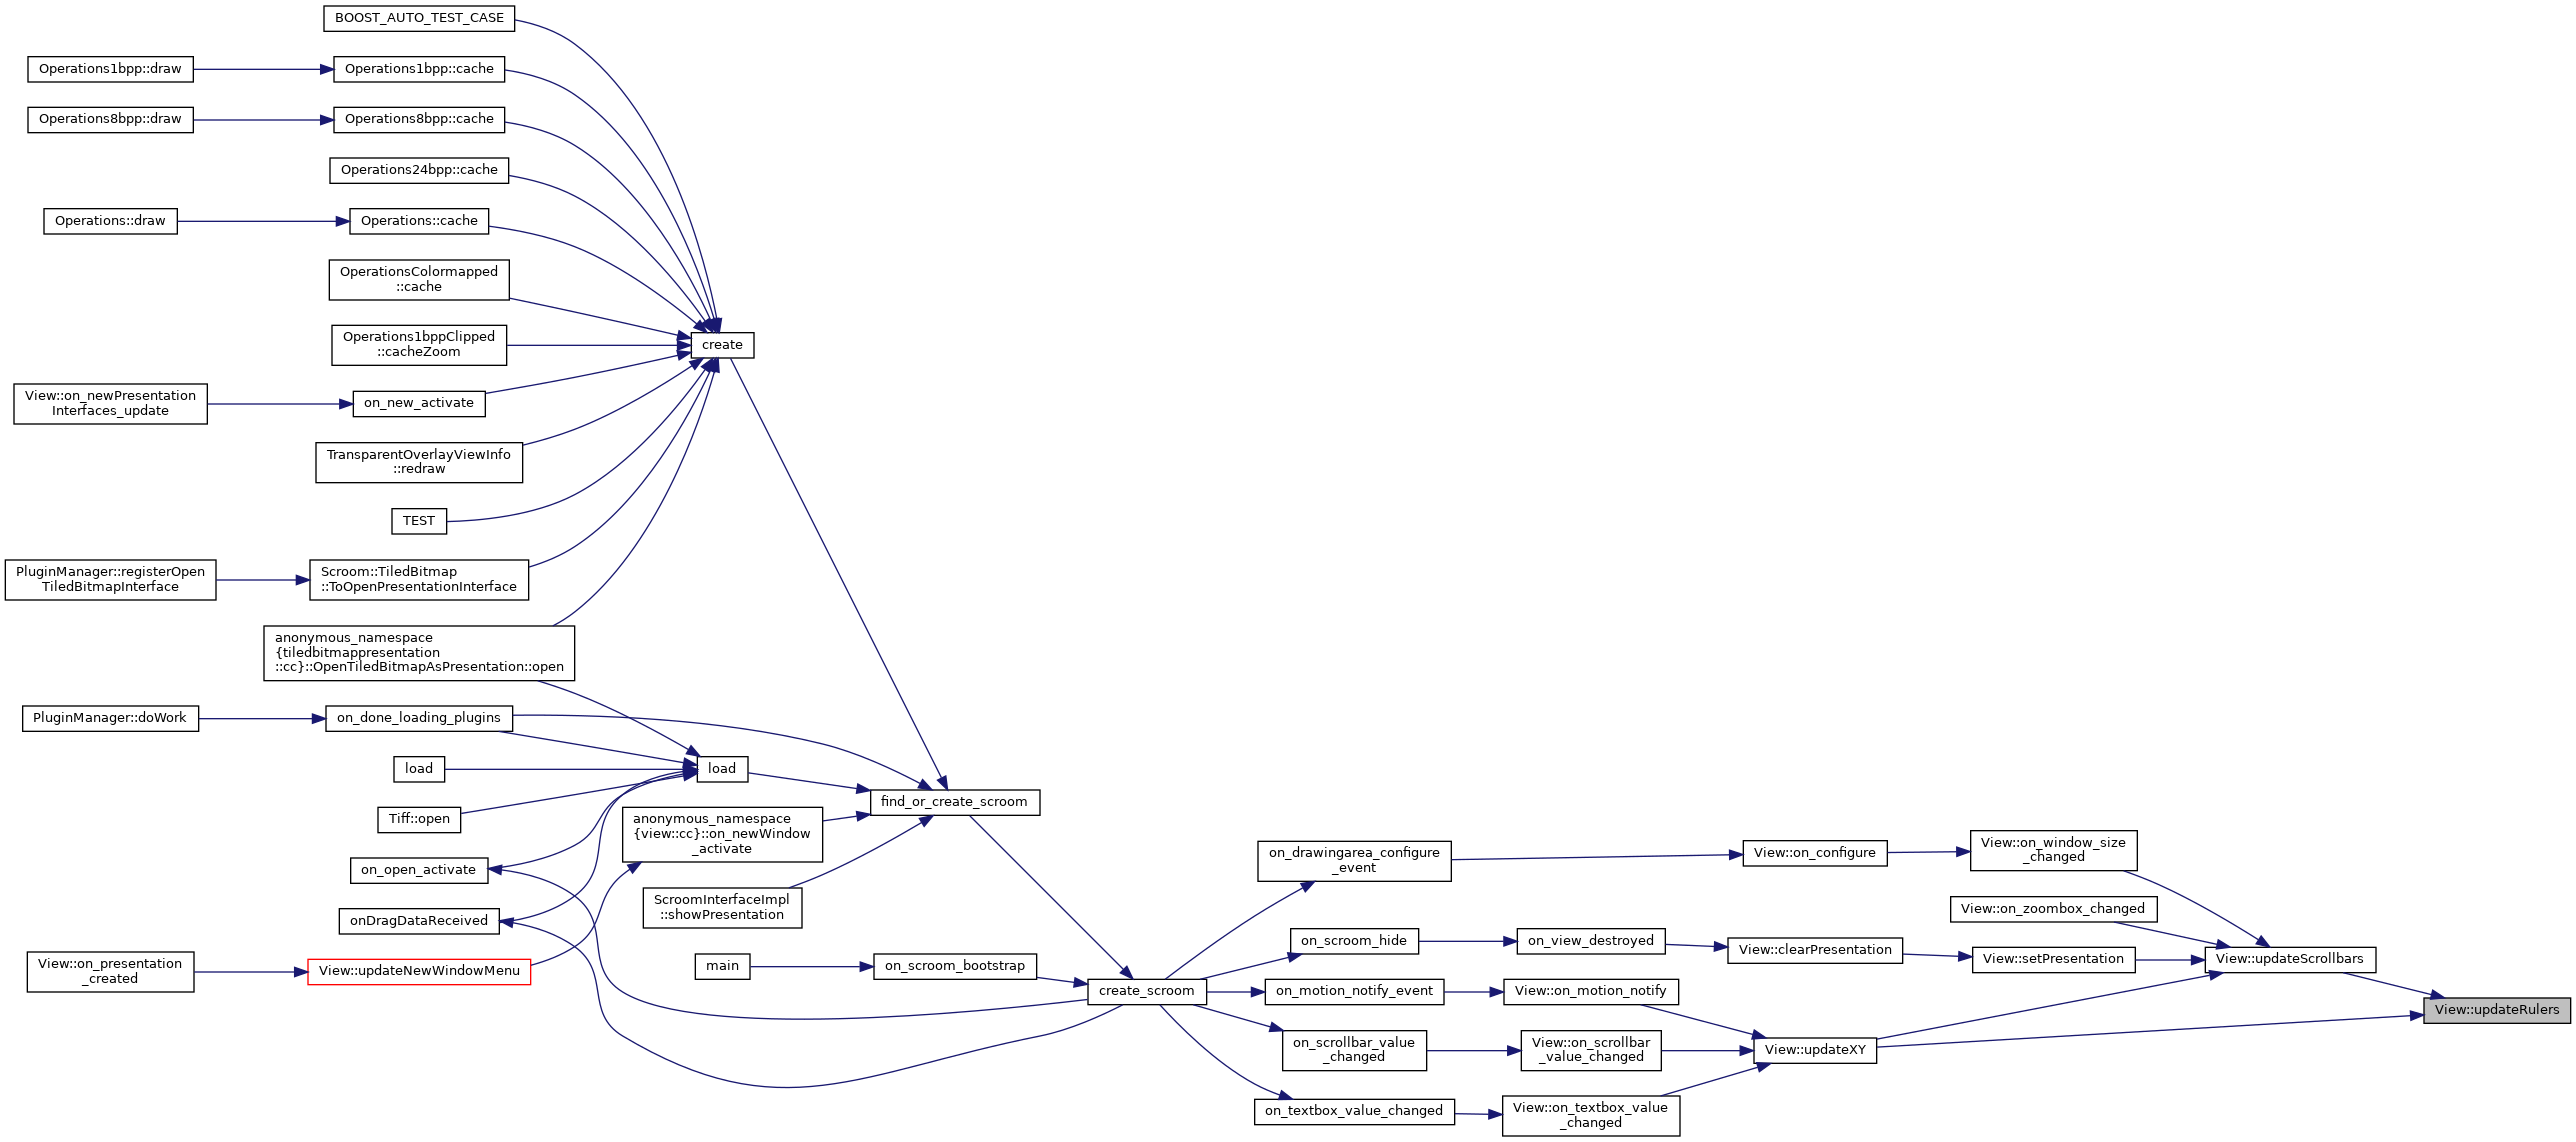 BOOST_AUTO_TEST_CASE
Operations1bpp::draw
Operations1bpp::cache
Operations8bpp::draw
Operations8bpp::cache
Operations24bpp::cache
Operations::draw
Operations::cache
OperationsColormapped
::cache
Operations1bppClipped
::cacheZoom
create
View::on_newPresentation
Interfaces_update
on_new_activate
TransparentOverlayViewInfo
::redraw
TEST
PluginManager::registerOpen
TiledBitmapInterface
Scroom::TiledBitmap
::ToOpenPresentationInterface
anonymous_namespace
{tiledbitmappresentation
::cc}::OpenTiledBitmapAsPresentation::open
PluginManager::doWork
on_done_loading_plugins
load
load
Tiff::open
find_or_create_scroom
anonymous_namespace
{view::cc}::on_newWindow
_activate
on_open_activate
ScroomInterfaceImpl
::showPresentation
onDragDataReceived
View::on_presentation
_created
View::updateNewWindowMenu
main
on_scroom_bootstrap
create_scroom
on_drawingarea_configure
_event
View::on_configure
View::on_window_size
_changed
View::on_zoombox_changed
on_scroom_hide
on_view_destroyed
View::clearPresentation
View::setPresentation
View::updateScrollbars
on_motion_notify_event
View::on_motion_notify
View::updateRulers
on_scrollbar_value
_changed
View::on_scrollbar
_value_changed
View::updateXY
on_textbox_value_changed
View::on_textbox_value
_changed